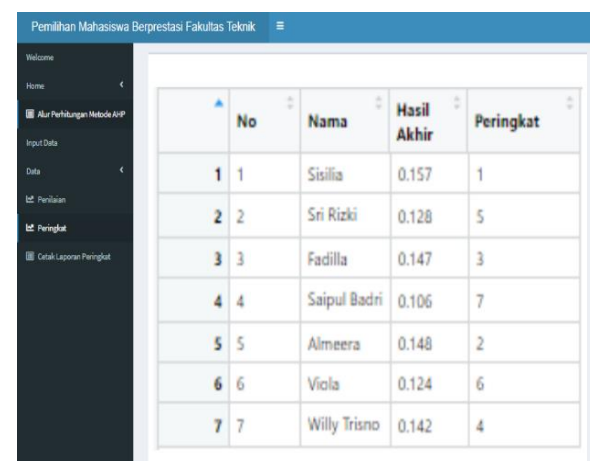 Pemilihan Mahasiswa Berprestasi Fakultas Teknik
Welcome
Home
Alur Perhitungan Metode AHP
Input Data
Data
Penilaian
Peringkat
Cetak Laporan Peringkat
No Nama Hasil Akhir Peringkat
1 1 Sisilia 0.157 1
2 2 Sri Rizki 0.128 5
3 3 Fadilla 0.147 3
4 4 Saipul Badri 0.106 7
5 5 Almeera 0.148 2
6 6 Viola 0.124 6
7 7 Willy Trisno 0.142 4